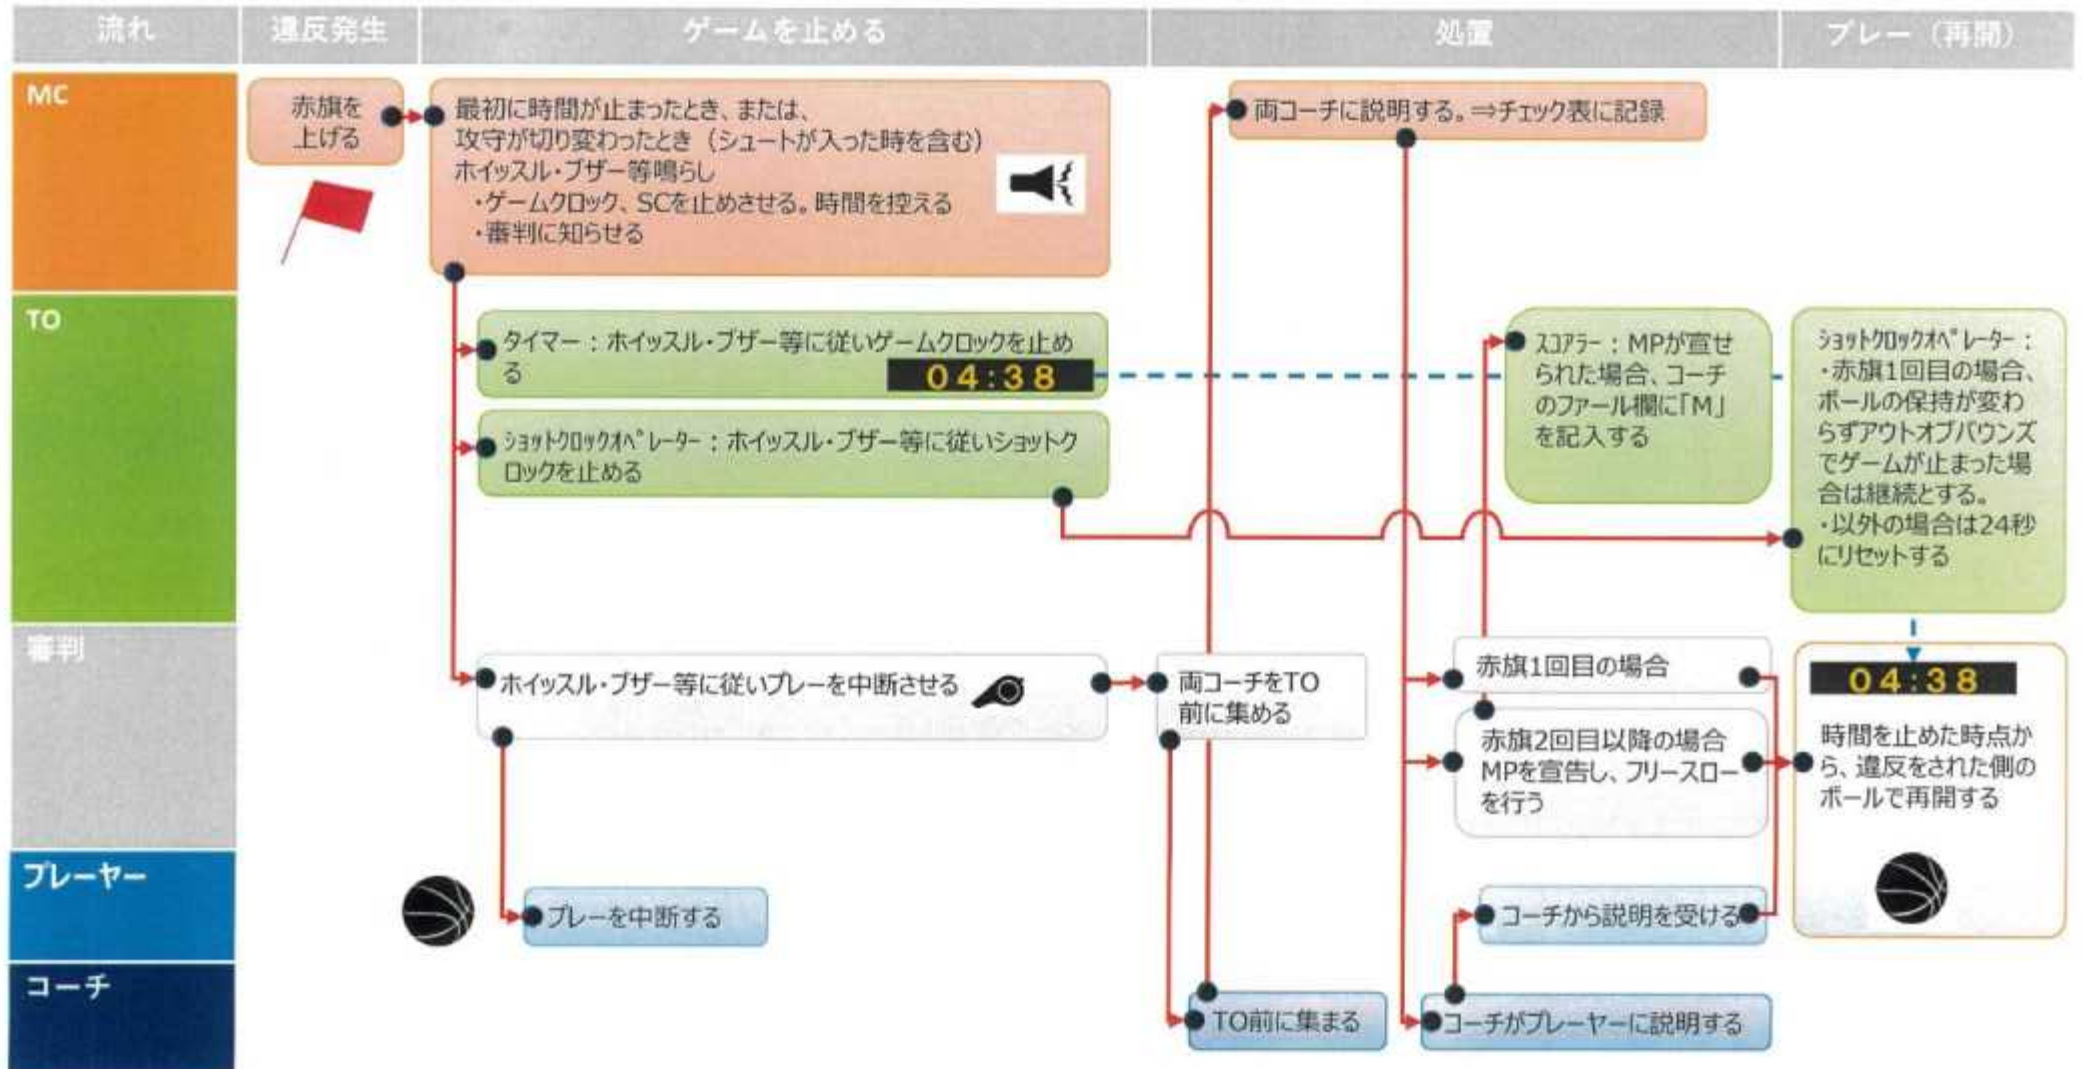 流れ
違反発生
ゲームを止める
処置
プレー（再開）
MC
赤旗を
上げる
最初に時間が止まったとき、または、
攻守が切り変わったとき（シュートが入った時を含む）
ホイッスル・ブザー等鳴らし
・ゲームクロック、SCを止めさせる。時間を控える
・審判に知らせる
両コーチに説明する。⇒チェック表に記録
TO
タイマー：ホイッスル・ブザー等に従いゲームクロックを止め
る
04:38
ショットクロックオペレーター：ホイッスル・ブザー等に従いショットク
ロックを止める
スコアラー：MPが宣せ
られた場合、コーチ
のファール欄に「M」
を記入する
ショットクロックオペレーター：
・赤旗1回目の場合、
ボールの保持が変わ
らずアウトオブバウンズ
でゲームが止まった場
合は継続とする。
・以外の場合は24秒
にリセットする
審判
ホイッスル・ブザー等に従いプレーを中断させる
両コーチをTO
前に集める
赤旗1回目の場合
赤旗2回目以降の場合
MPを宣告し、フリースロー
を行う
04:38
時間を止めた時点か
ら、違反をされた側の
ボールで再開する
プレーヤー
プレーを中断する
コーチから説明を受ける
コーチ
TO前に集まる
コーチがプレーヤーに説明する